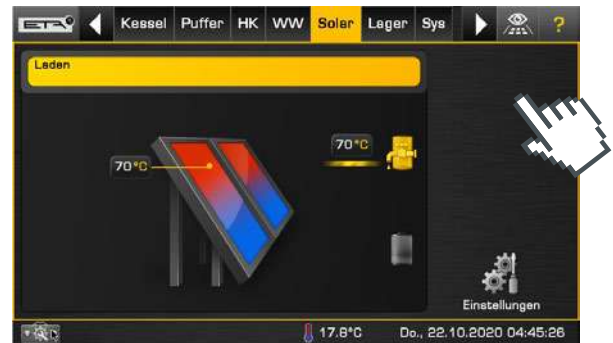 ETA Kessel Puffer HK WW Solar Lager Sys ?
Laden
70°C
70°C
Einstellungen
17.8°C Do., 22.10.2020 04:45:26